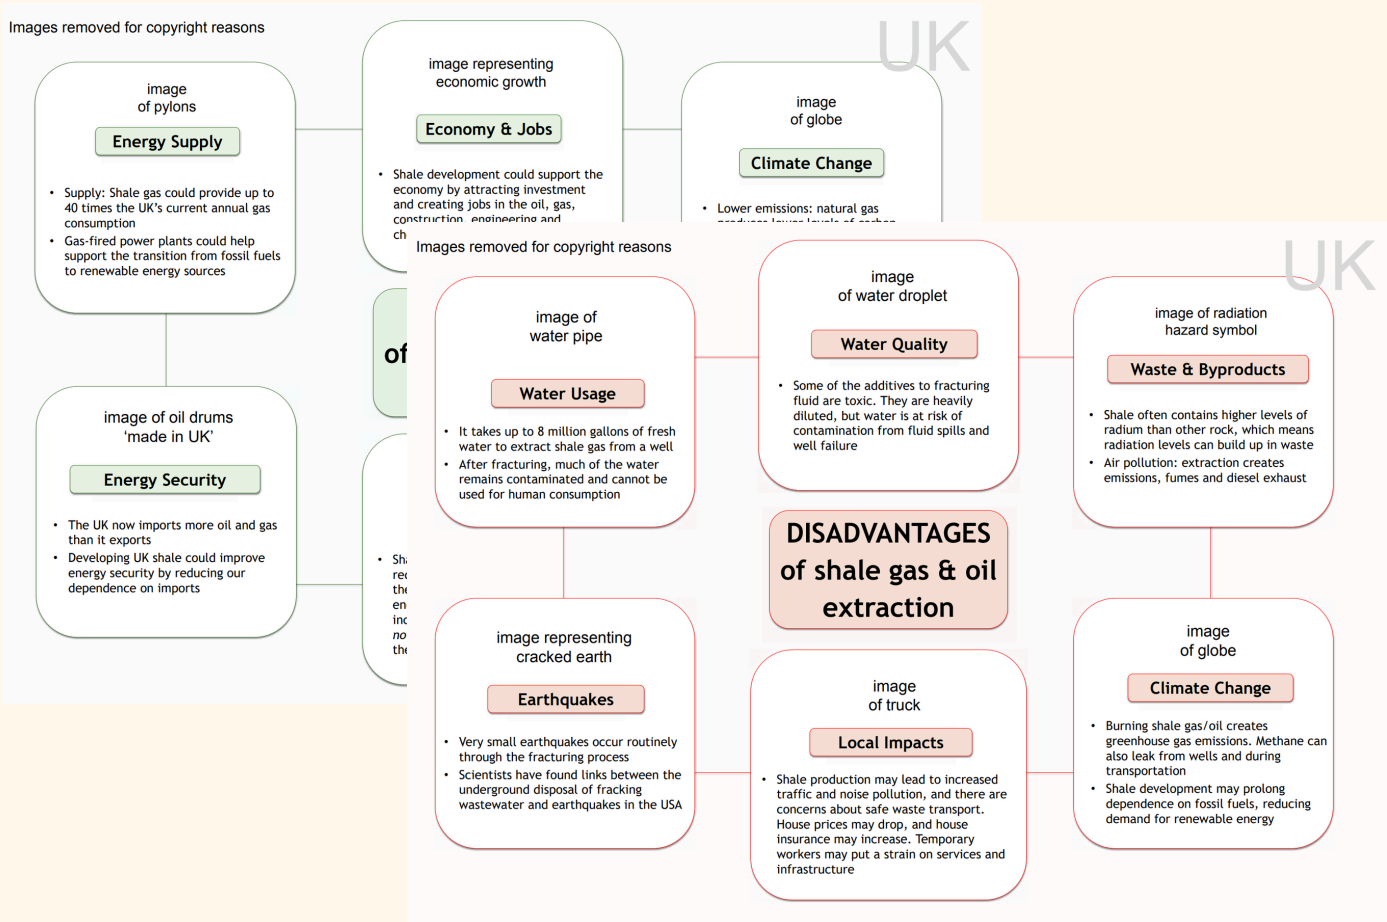 Images removed for copyright reasons
UK
image
of pylons
Energy Supply
• Supply: Shale gas could provide up to
40 times the UK's current annual gas
consumption
• Gas-fired power plants could help
support the transition from fossil fuels
to renewable energy sources
image representing
economic growth
Economy & Jobs
• Shale development could support the
economy by attracting investment
and creating jobs in the oil, gas,
construction, engineering and
ch
image
of globe
Climate Change
• Lower emissions: natural gas
produces lower levels of carbon
of
image of oil drums
'made in UK'
Energy Security
• The UK now imports more oil and gas
than it exports
• Developing UK shale could improve
energy security by reducing our
dependence on imports
• Sh
rec
the
en
inc
no
the
Images removed for copyright reasons
UK
image of
water pipe
Water Usage
• It takes up to 8 million gallons of fresh
water to extract shale gas from a well
• After fracturing, much of the water
remains contaminated and cannot be
used for human consumption
image
of water droplet
Water Quality
• Some of the additives to fracturing
fluid are toxic. They are heavily
diluted, but water is at risk of
contamination from fluid spills and
well failure
image of radiation
hazard symbol
Waste & Byproducts
• Shale often contains higher levels of
radium than other rock, which means
radiation levels can build up in waste
• Air pollution: extraction creates
emissions, fumes and diesel exhaust
DISADVANTAGES
of shale gas & oil
extraction
image representing
cracked earth
Earthquakes
• Very small earthquakes occur routinely
through the fracturing process
• Scientists have found links between the
underground disposal of fracking
wastewater and earthquakes in the USA
image
of truck
Local Impacts
• Shale production may lead to increased
traffic and noise pollution, and there are
concerns about safe waste transport.
House prices may drop, and house
insurance may increase. Temporary
workers may put a strain on services and
infrastructure
image
of globe
Climate Change
• Burning shale gas/oil creates
greenhouse gas emissions. Methane can
also leak from wells and during
transportation
• Shale development may prolong
dependence on fossil fuels, reducing
demand for renewable energy